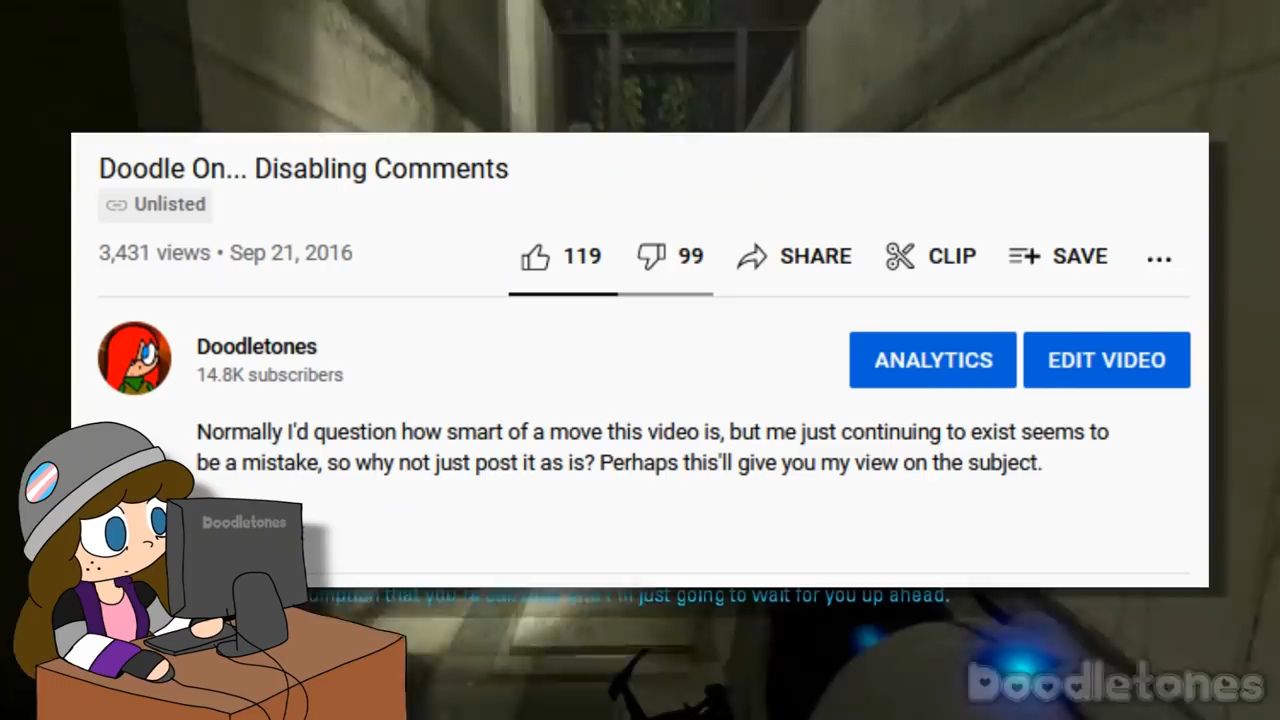 Doodle On... Disabling Comments
Unlisted
3,431 views • Sep 21, 2016
119 99 SHARE CLIP SAVE ...
Doodletones
14.8K subscribers
ANALYTICS EDIT VIDEO
Normally I'd question how smart of a move this video is, but me just continuing to exist seems to
be a mistake, so why not just post it as is? Perhaps this'll give you my view on the subject.
Doodletones
that you're just going to wait for you up ahead.
Doodletones